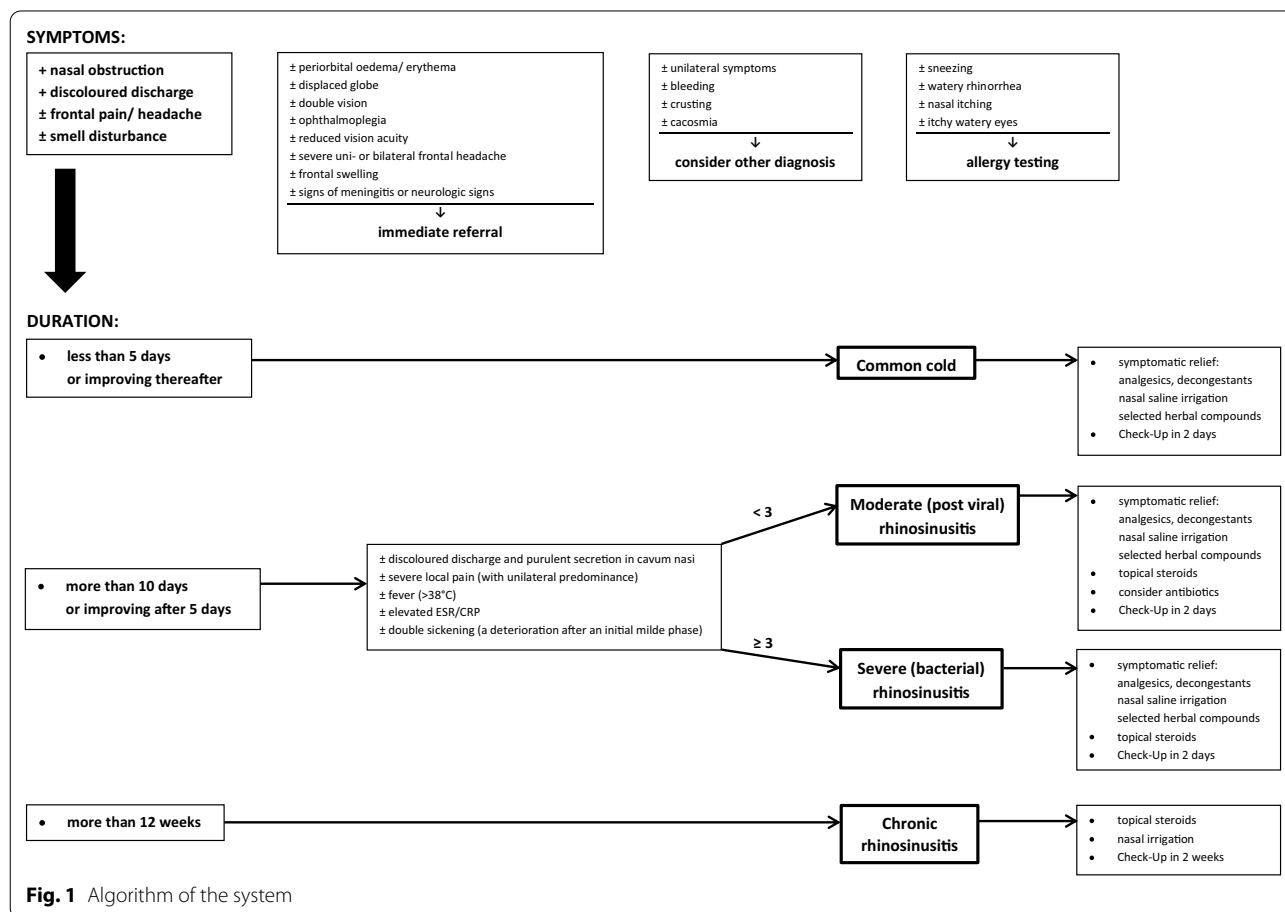 SYMPTOMS:
+ nasal obstruction
+ discoloured discharge
± frontal pain/ headache
± smell disturbance
± periorbital oedema/ erythema
± displaced globe
± double vision
± ophthalmoplegia
± reduced vision acuity
± severe uni- or bilateral frontal headache
± frontal swelling
± signs of meningitis or neurologic signs
↓
immediate referral
± unilateral symptoms
± bleeding
± crusting
± cacosmia
↓
consider other diagnosis
± sneezing
± watery rhinorrhea
± nasal itching
± itchy watery eyes
↓
allergy testing
DURATION:
• less than 5 days
or improving thereafter
Common cold
• symptomatic relief:
analgesics, decongestants
nasal saline irrigation
selected herbal compounds
• Check-Up in 2 days
• more than 10 days
or improving after 5 days
± discoloured discharge and purulent secretion in cavum nasi
± severe local pain (with unilateral predominance)
± fever (>38°C)
± elevated ESR/CRP
± double sickening (a deterioration after an initial milde phase)
< 3
Moderate (post viral)
rhinosinusitis
• symptomatic relief:
analgesics, decongestants
nasal saline irrigation
selected herbal compounds
• topical steroids
• consider antibiotics
• Check-Up in 2 days
≥ 3
Severe (bacterial)
rhinosinusitis
• symptomatic relief:
analgesics, decongestants
nasal saline irrigation
selected herbal compounds
• topical steroids
• Check-Up in 2 days
• more than 12 weeks
Chronic
rhinosinusitis
• topical steroids
• nasal irrigation
• Check-Up in 2 weeks
Fig. 1 Algorithm of the system